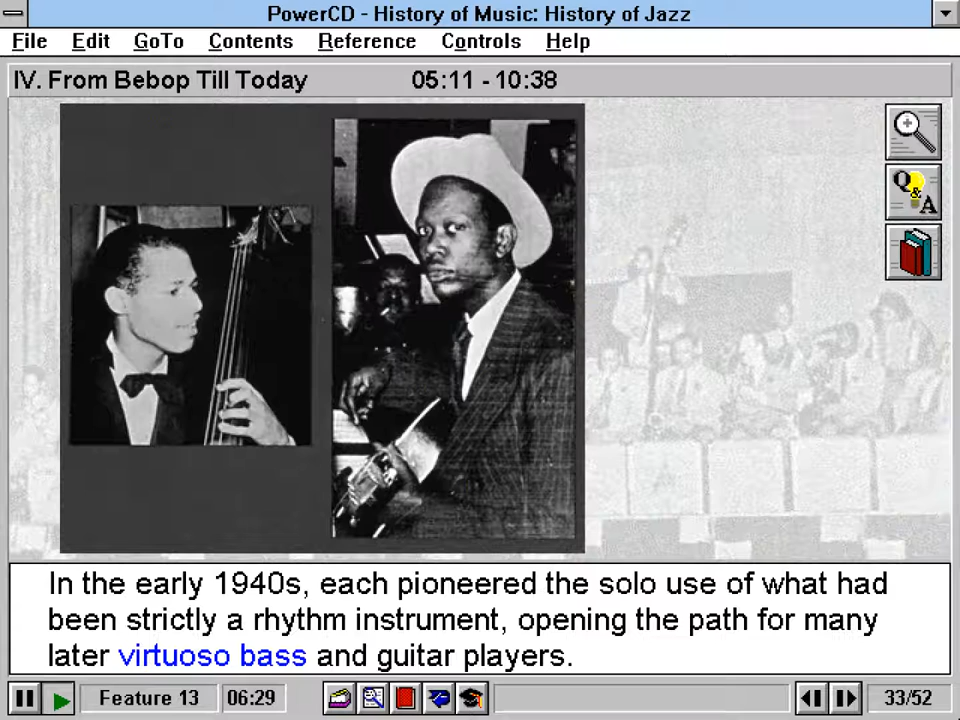 PowerCD - History of Music: History of Jazz
File Edit GoTo Contents Reference Controls Help
IV. From Bebop Till Today 05:11 - 10:38
Q & A
In the early 1940s, each pioneered the solo use of what had
been strictly a rhythm instrument, opening the path for many
later virtuoso bass and guitar players.
Feature 13 06:29 33/52